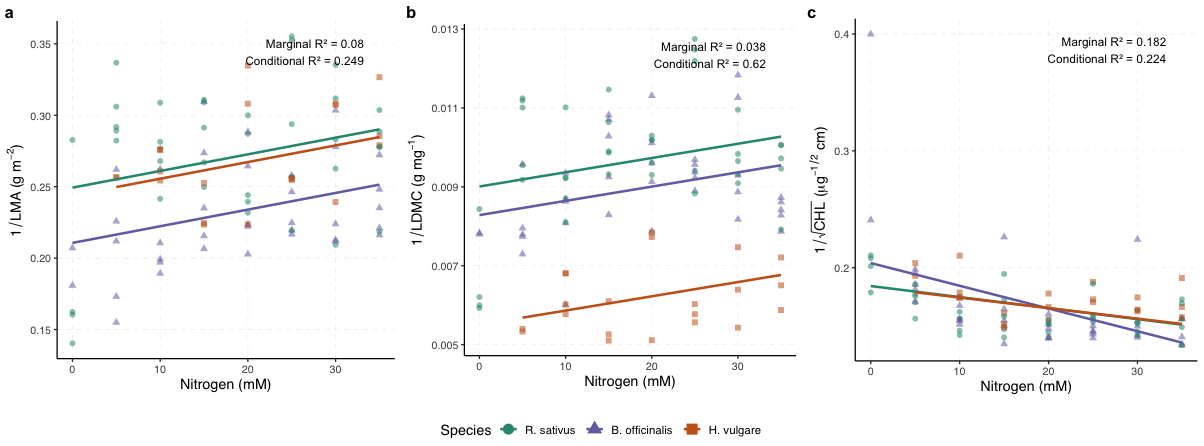 a
Marginal R² = 0.08
Conditional R² = 0.249
1/LMA (g m⁻²)
0.35
0.30
0.25
0.20
0.15
0
10
20
30
Nitrogen (mM)
b
Marginal R² = 0.038
Conditional R² = 0.62
1/LDMC (g mg⁻¹)
0.013
0.011
0.009
0.007
0.005
0
10
20
30
Nitrogen (mM)
c
Marginal R² = 0.182
Conditional R² = 0.224
1/√CHL (μg⁻¹/² cm)
0.4
0.3
0.2
0
10
20
30
Nitrogen (mM)
Species R. sativus B. officinalis H. vulgare